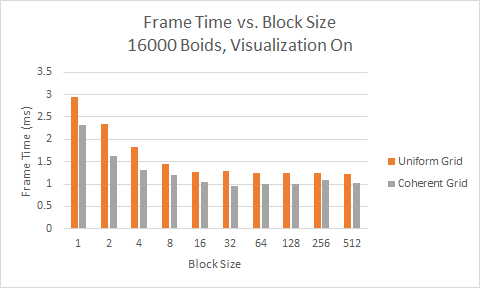 Frame Time vs. Block Size
16000 Boids, Visualization On
Frame Time (ms)
3.5
3
2.5
2
1.5
1
0.5
0
1 2 4 8 16 32 64 128 256 512
Block Size
Uniform Grid
Coherent Grid